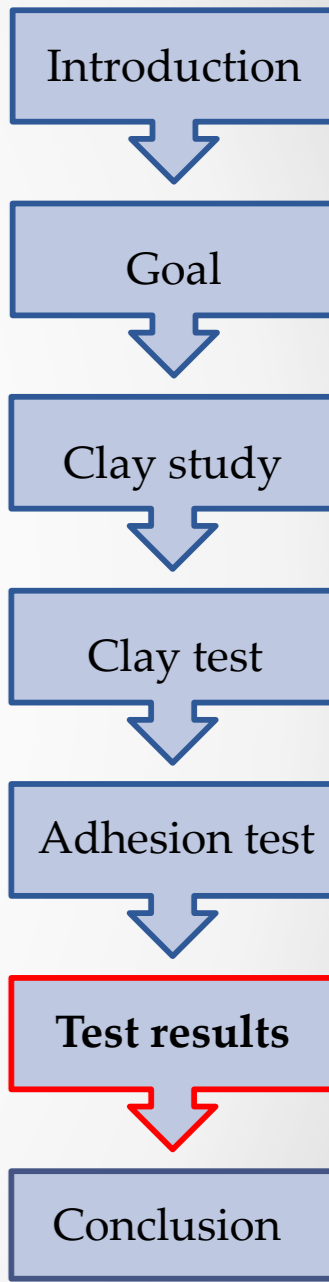 Introduction
Goal
Clay study
Clay test
Adhesion test
Test results
Conclusion